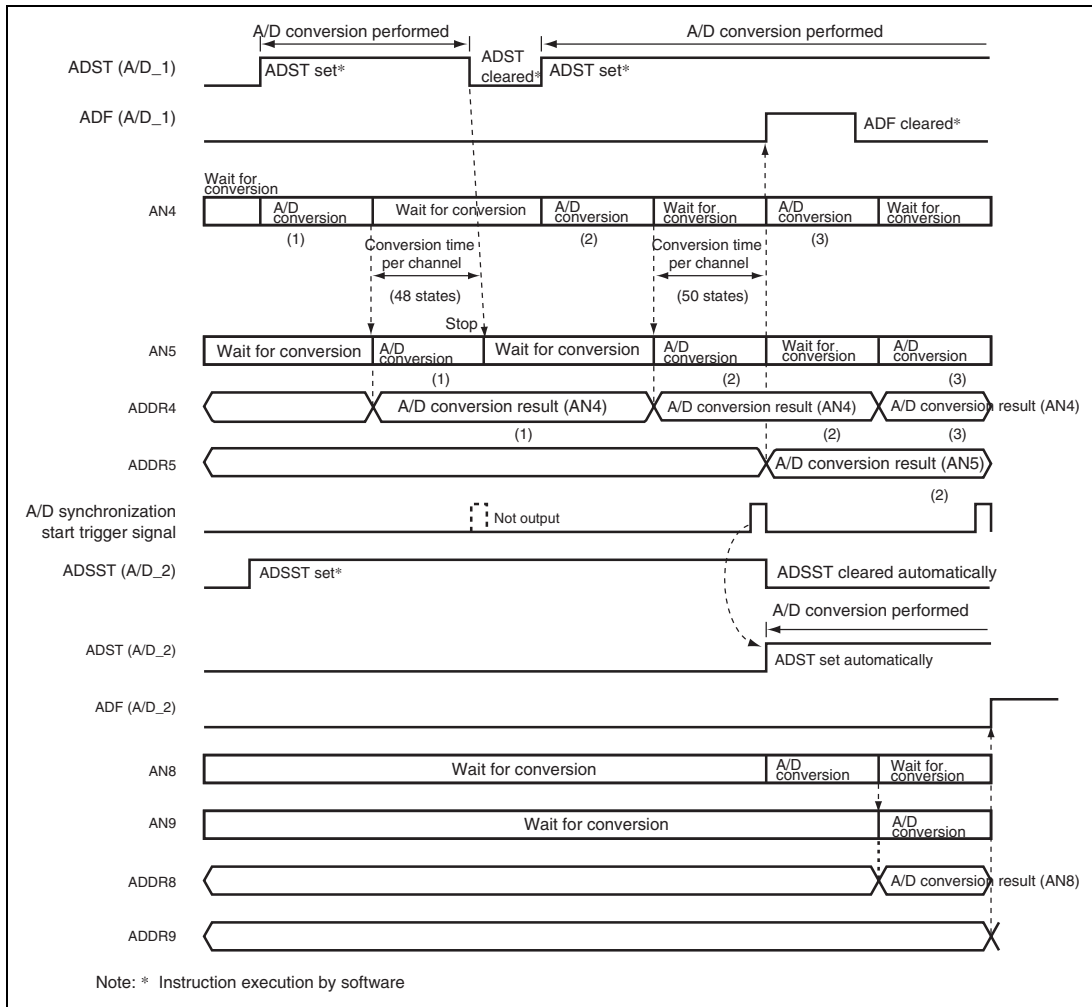 A/D conversion performed
A/D conversion performed
ADST (A/D_1)
ADST set*
ADST
cleared*
ADST set*
ADF (A/D_1)
ADF cleared*
Wait for
conversion
AN4
A/D
conversion
Wait for conversion
A/D
conversion
Wait for
conversion
A/D
conversion
Wait for
conversion
(1)
(2)
(3)
Conversion time
per channel
Conversion time
per channel
(48 states)
(50 states)
Stop
AN5
Wait for conversion
A/D
conversion
Wait for conversion
A/D
conversion
Wait for
conversion
A/D
conversion
(1)
(2)
(3)
ADDR4
A/D conversion result (AN4)
A/D conversion result (AN4)
A/D conversion result (AN4)
(1)
(2)
(3)
ADDR5
A/D conversion result (AN5)
(2)
A/D synchronization
start trigger signal
Not output
ADSST (A/D_2)
ADSST set*
ADSST cleared automatically
A/D conversion performed
ADST (A/D_2)
ADST set automatically
ADF (A/D_2)
AN8
Wait for conversion
A/D
conversion
Wait for
conversion
AN9
Wait for conversion
A/D
conversion
ADDR8
A/D conversion result (AN8)
ADDR9
Note: * Instruction execution by software